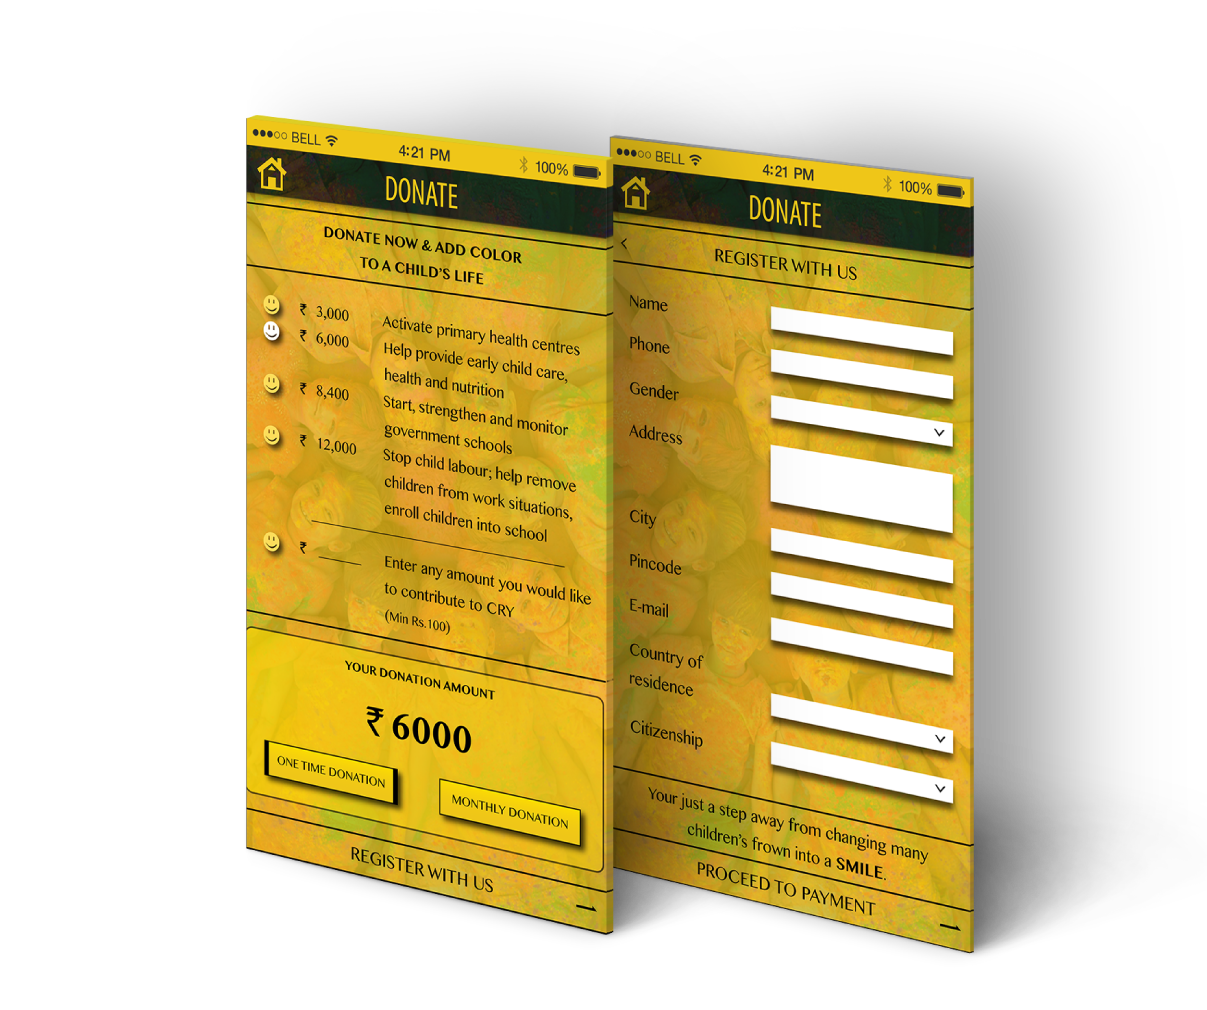 BELL
4:21 PM
100%
DONATE
DONATE NOW & ADD COLOR
TO A CHILD'S LIFE
₹ 3,000
Activate primary health centres
₹ 6,000
Help provide early child care,
health and nutrition
₹ 8,400
Start, strengthen and monitor
government schools
₹ 12,000
Stop child labour; help remove
children from work situations,
enroll children into school
₹ ____
Enter any amount you would like
to contribute to CRY
(Min Rs.100)
YOUR DONATION AMOUNT
₹ 6000
ONE TIME DONATION
MONTHLY DONATION
REGISTER WITH US
BELL
4:21 PM
100%
DONATE
REGISTER WITH US
Name
Phone
Gender
Address
City
Pincode
E-mail
Country of
residence
Citizenship
Your just a step away from changing many
children's frown into a SMILE.
PROCEED TO PAYMENT